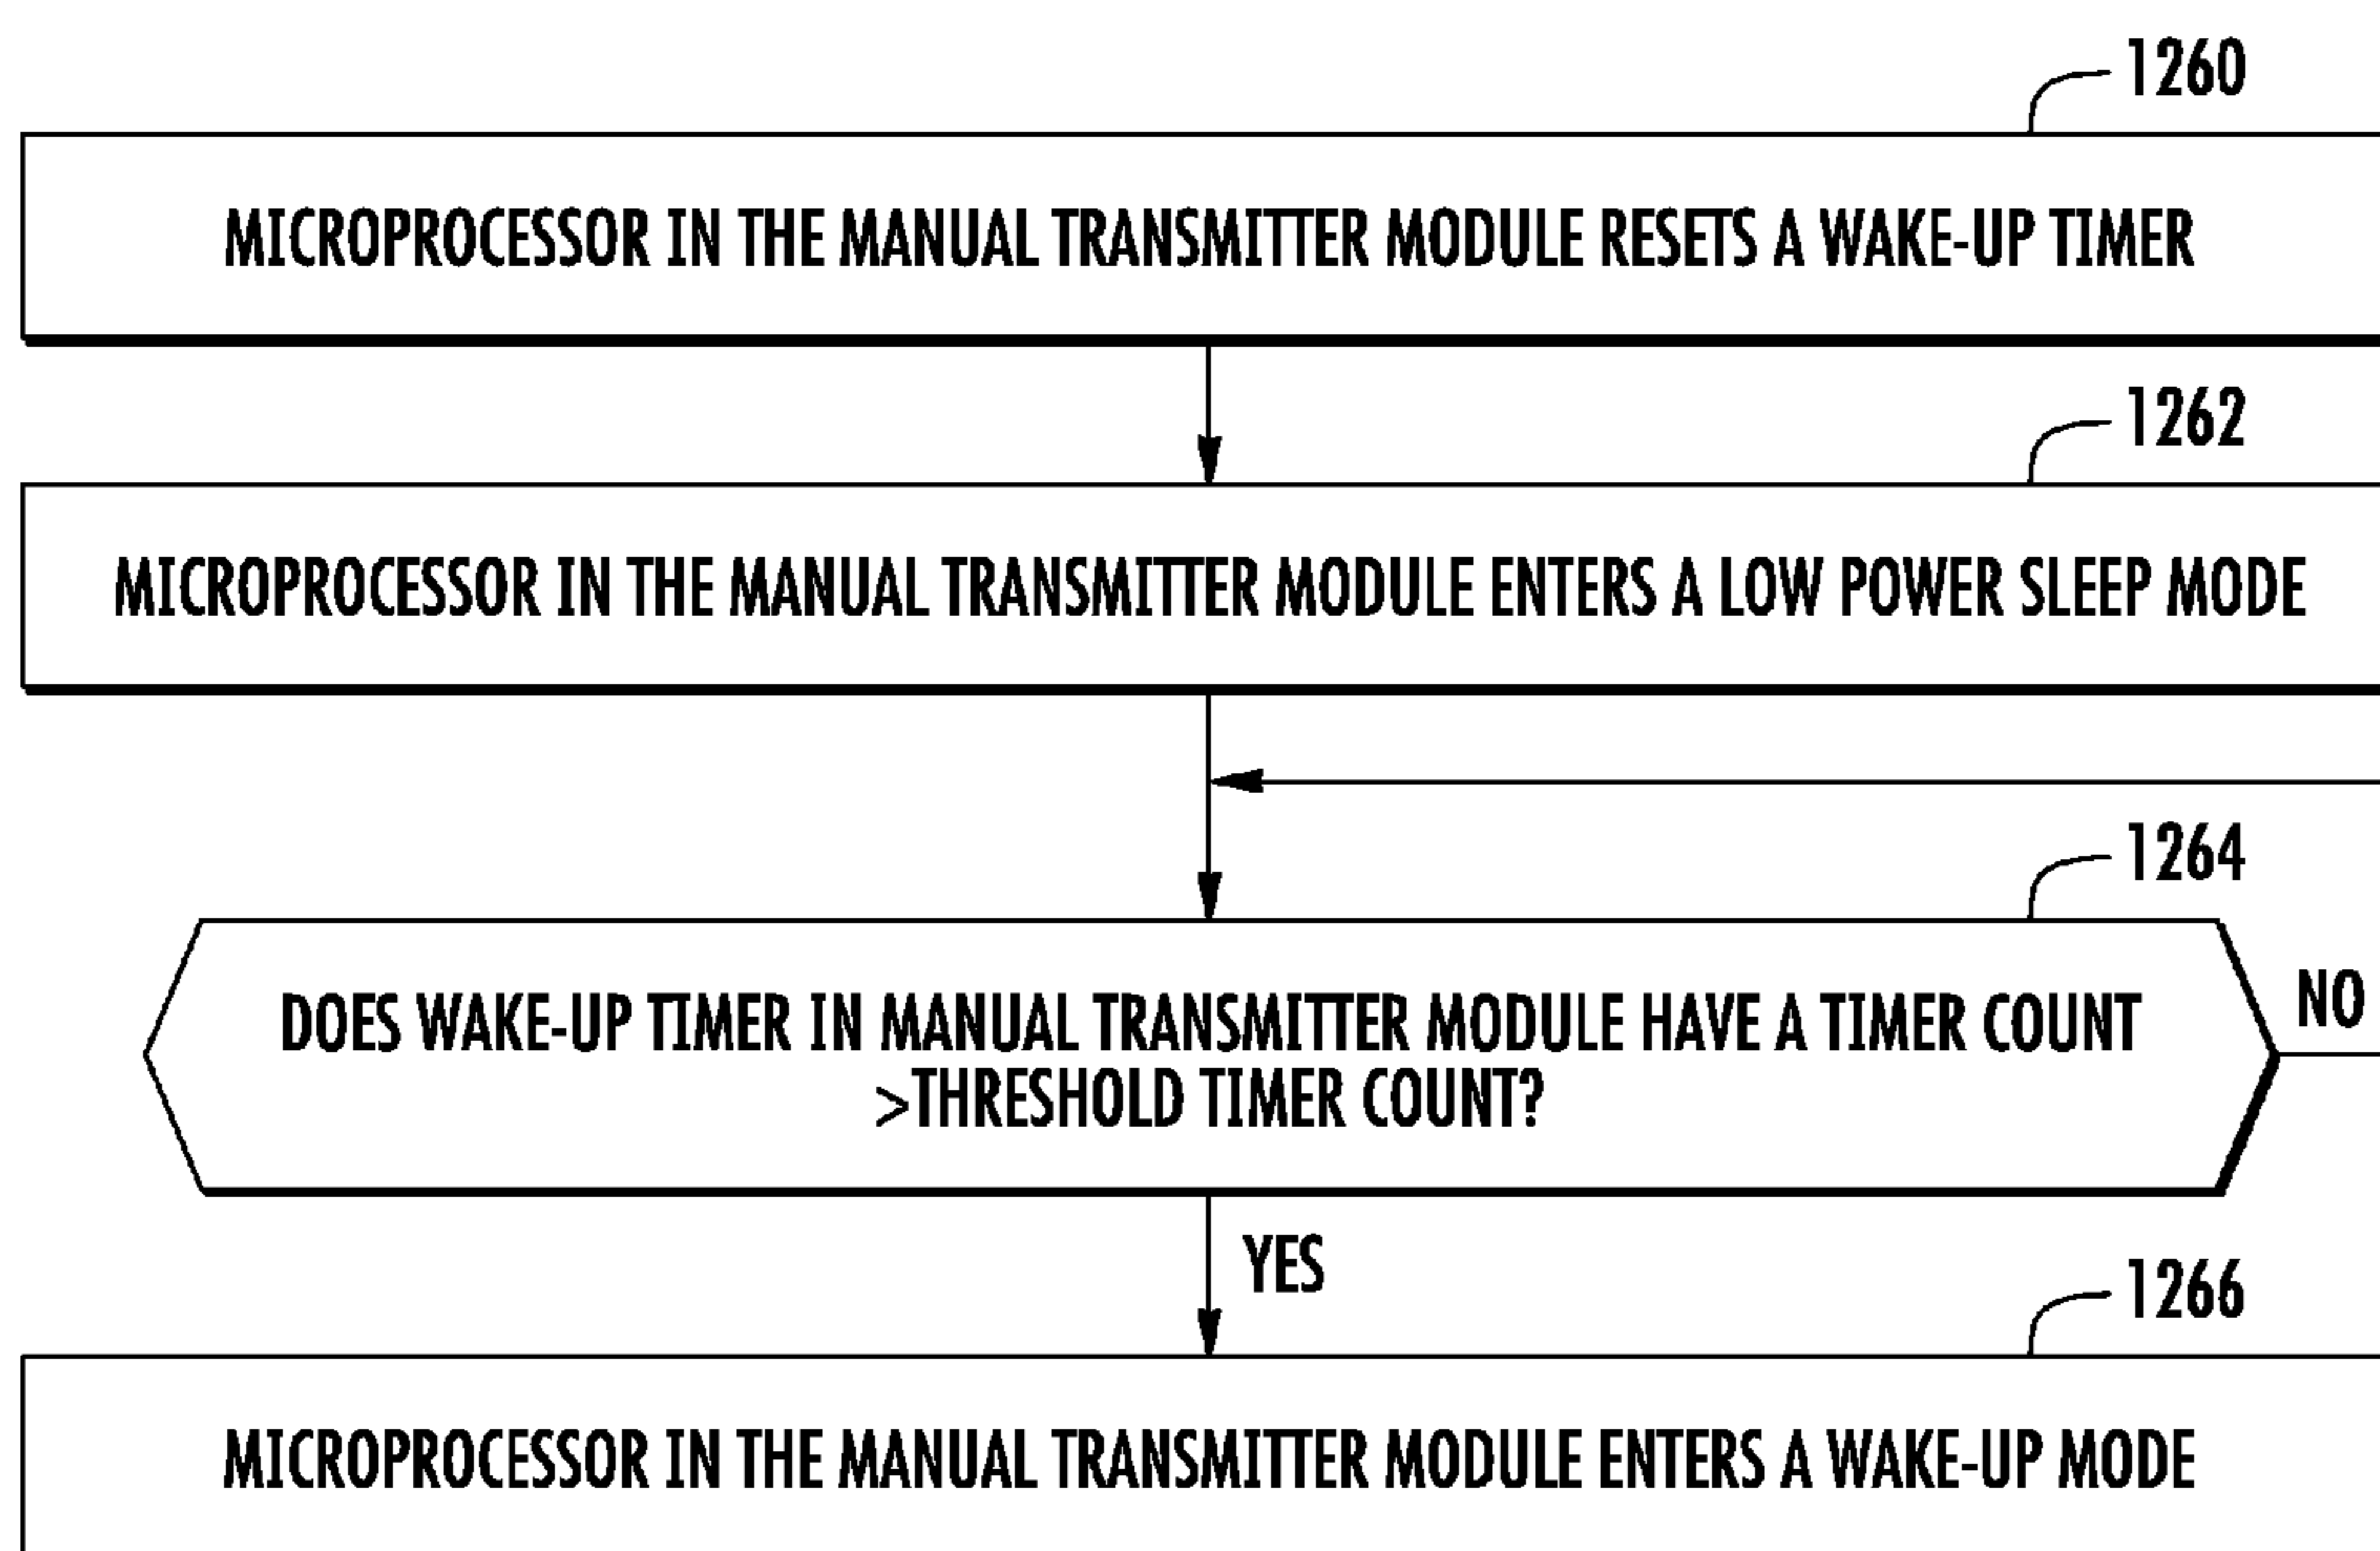 1260
MICROPROCESSOR IN THE MANUAL TRANSMITTER MODULE RESETS A WAKE-UP TIMER
1262
MICROPROCESSOR IN THE MANUAL TRANSMITTER MODULE ENTERS A LOW POWER SLEEP MODE
1264
DOES WAKE-UP TIMER IN MANUAL TRANSMITTER MODULE HAVE A TIMER COUNT
>THRESHOLD TIMER COUNT?
NO
YES
1266
MICROPROCESSOR IN THE MANUAL TRANSMITTER MODULE ENTERS A WAKE-UP MODE